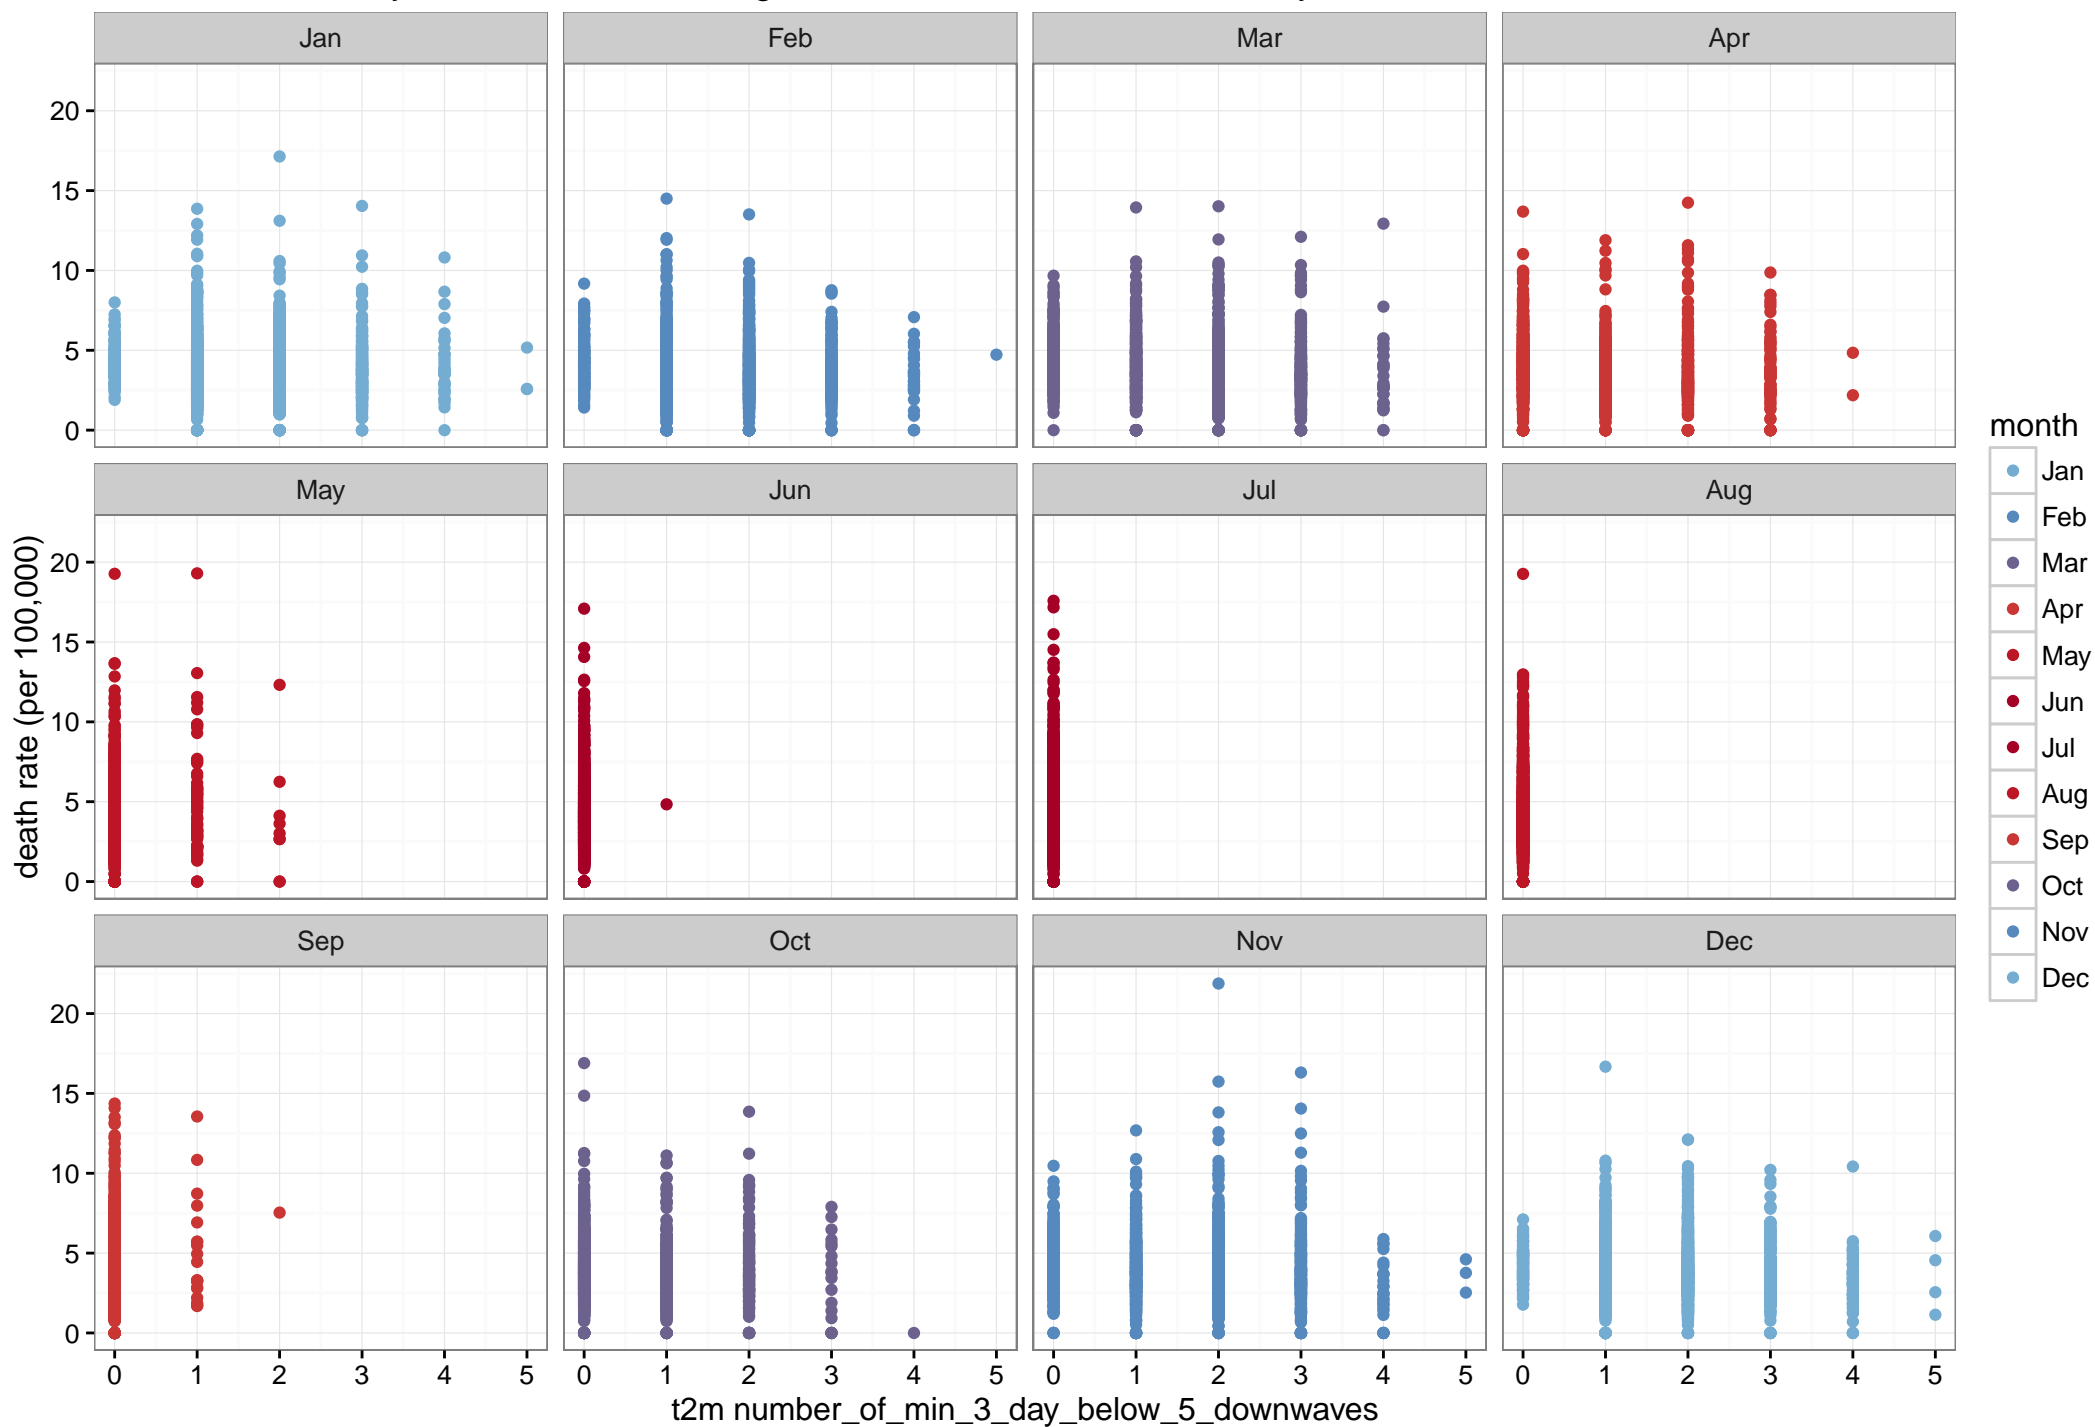 Jan Feb Mar Apr
20
15
10
5
0
May Jun Jul Aug
20
15
10
5
0
Sep Oct Nov Dec
20
15
10
5
0
0 1 2 3 4 5 0 1 2 3 4 5 0 1 2 3 4 5 0 1 2 3 4 5
t2m number_of_min_3_day_below_5_downwaves
death rate (per 100,000)
month
Jan
Feb
Mar
Apr
May
Jun
Jul
Aug
Sep
Oct
Nov
Dec